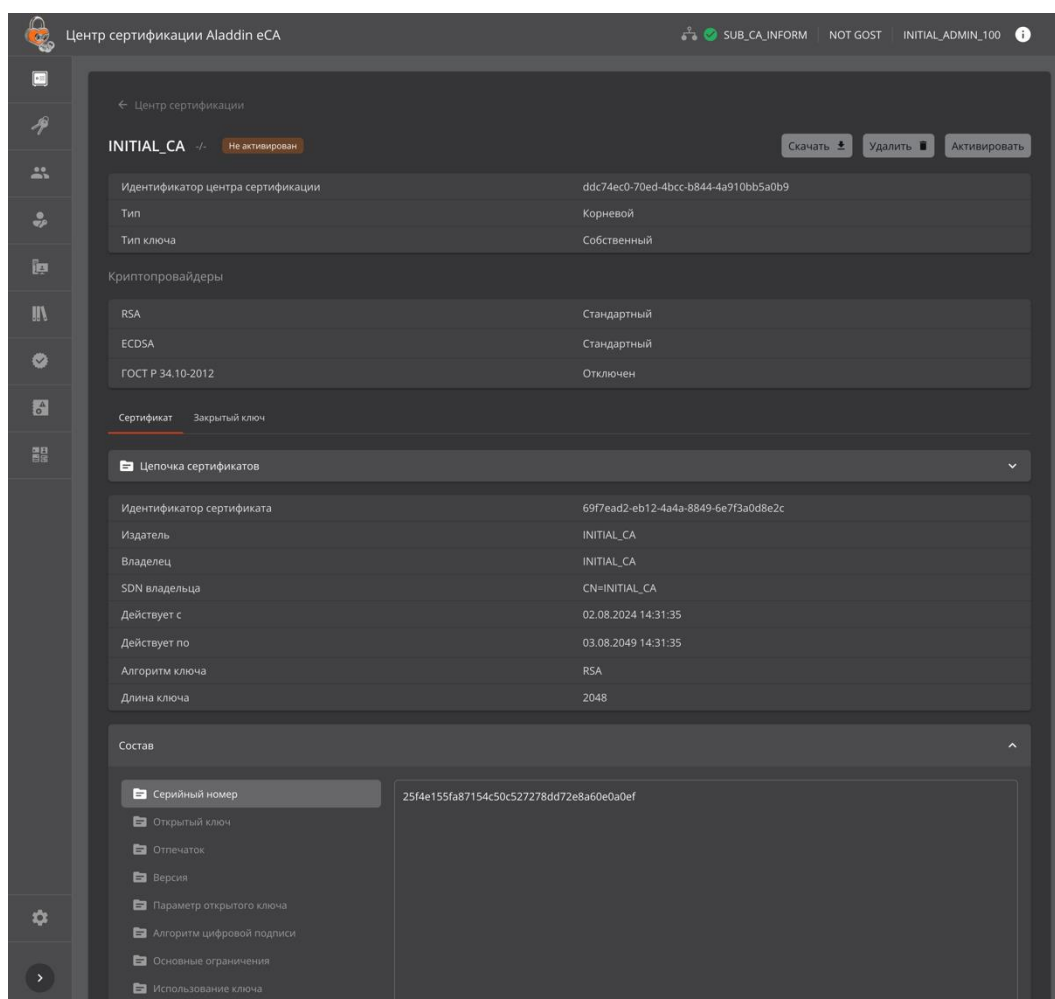 Центр сертификации Aladdin eCA SUB_CA_INFORM NOT GOST INITIAL_ADMIN_100
Центр сертификации
INITIAL_CA -/- Не активирован Скачать Удалить Активировать
Идентификатор центра сертификации ddc74ec0-70ed-4bcc-b844-4a910bb5a0b9
Тип Корневой
Тип ключа Собственный
Криптопровайдеры
RSA Стандартный
ECDSA Стандартный
ГОСТ Р 34.10-2012 Отключен
Сертификат Закрытый ключ
Цепочка сертификатов
Идентификатор сертификата 69f7ead2-eb12-4a4a-8849-6e7f3a0d8e2c
Издатель INITIAL_CA
Владелец INITIAL_CA
SDN владельца CN=INITIAL_CA
Действует с 02.08.2024 14:31:35
Действует по 03.08.2049 14:31:35
Алгоритм ключа RSA
Длина ключа 2048
Состав
Серийный номер 25f4e155fa87154c50c527278dd72e8a60e0a0ef
Открытый ключ
Отпечаток
Версия
Параметр открытого ключа
Алгоритм цифровой подписи
Основные ограничения
Использование ключа